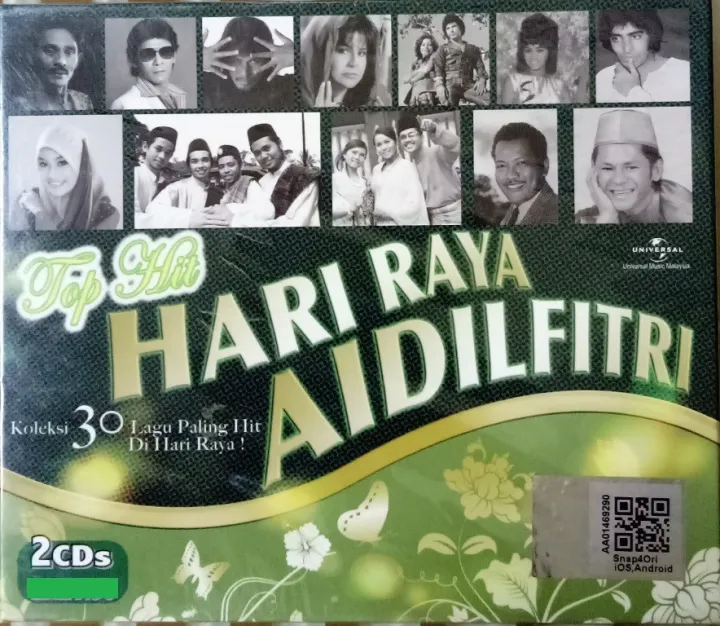 UNIVERSAL
Universal Music Malaysia
Top Hit
HARI RAYA
AIDILFITRI
Koleksi 30 Lagu Paling Hit
Di Hari Raya !
2CDs
AA01469290
Snap4Ori
iOS,Android